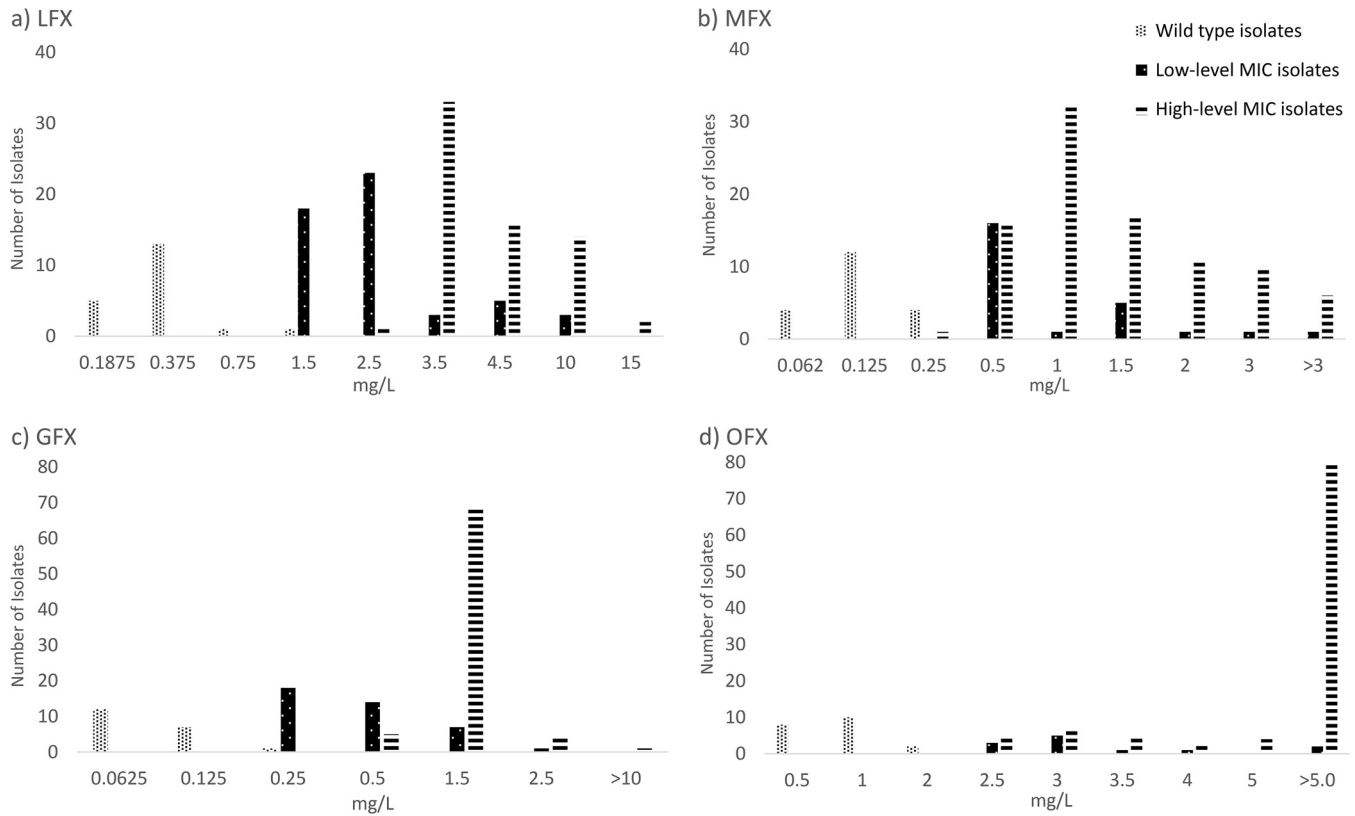 a) LFX
40
30
20
10
0
Number of Isolates
0.1875 0.375 0.75 1.5 2.5 3.5 4.5 10 15
mg/L
b) MFX
40
30
20
10
0
Number of Isolates
0.062 0.125 0.25 0.5 1 1.5 2 3 >3
mg/L
Wild type isolates
Low-level MIC isolates
High-level MIC isolates
c) GFX
80
70
60
50
40
30
20
10
0
Number of Isolates
0.0625 0.125 0.25 0.5 1.5 2.5 >10
mg/L
d) OFX
80
70
60
50
40
30
20
10
0
Number of Isolates
0.5 1 2 2.5 3 3.5 4 5 >5.0
mg/L